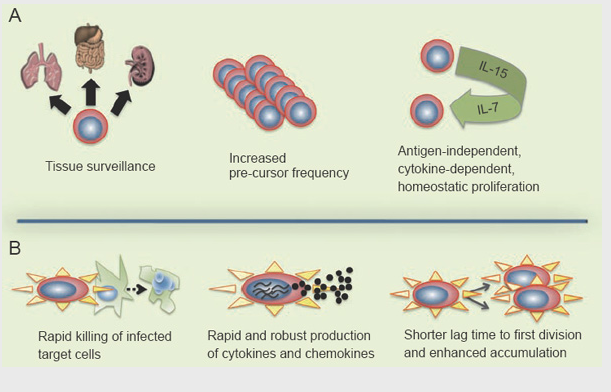 A
IL-15
IL-7
Tissue surveillance
Increased
pre-cursor frequency
Antigen-independent,
cytokine-dependent,
homeostatic proliferation
B
Rapid killing of infected
target cells
Rapid and robust production
of cytokines and chemokines
Shorter lag time to first division
and enhanced accumulation